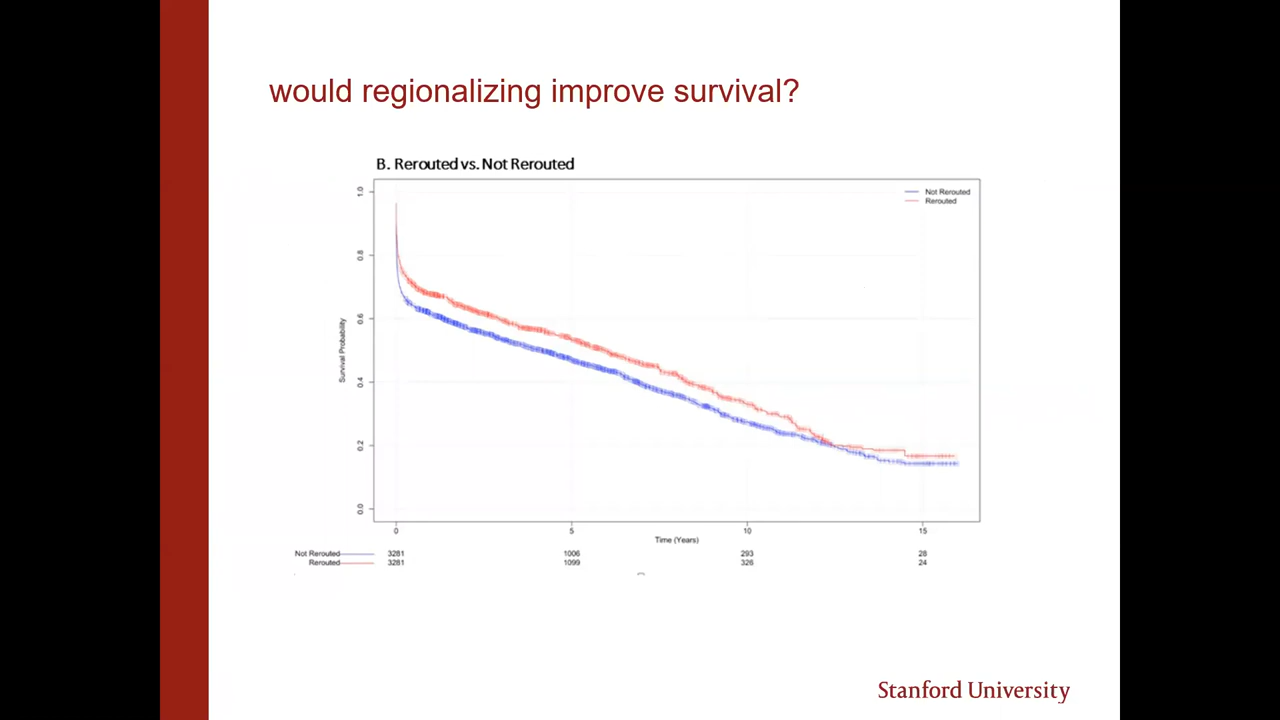 would regionalizing improve survival?
B. Rerouted vs. Not Rerouted
Not Rerouted
Rerouted
1.0
0.8
0.6
0.4
0.2
0.0
Survival Probability
0 5 10 15
Time (Years)
Not Rerouted 3281 1006 293 28
Rerouted 3281 1099 326 24
Stanford University